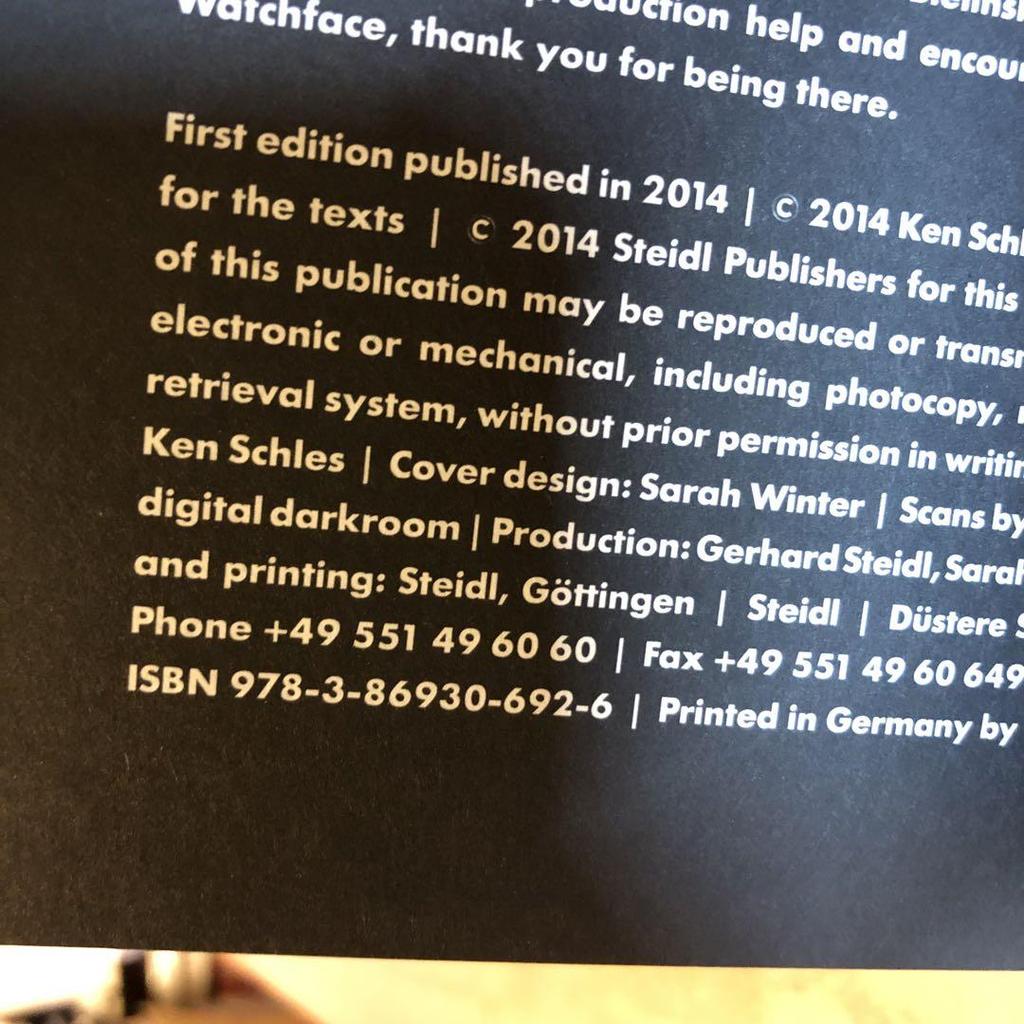 help and
Watchface, thank you for being there.
First edition published in 2014 | © 2014 Ken
for the texts | © 2014 Steidl Publishers for this
of this publication may be reproduced or
electronic or mechanical, including photocopy,
retrieval system, without prior permission in
Ken Schles | Cover design: Sarah Winter | Scans by
digital darkroom | Production: Gerhard Steidl,
and printing: Steidl, Göttingen | Steidl | Düstere
Phone +49 551 49 60 60 | Fax +49 551 49 60 649
ISBN 978-3-86930-692-6 | Printed in Germany by